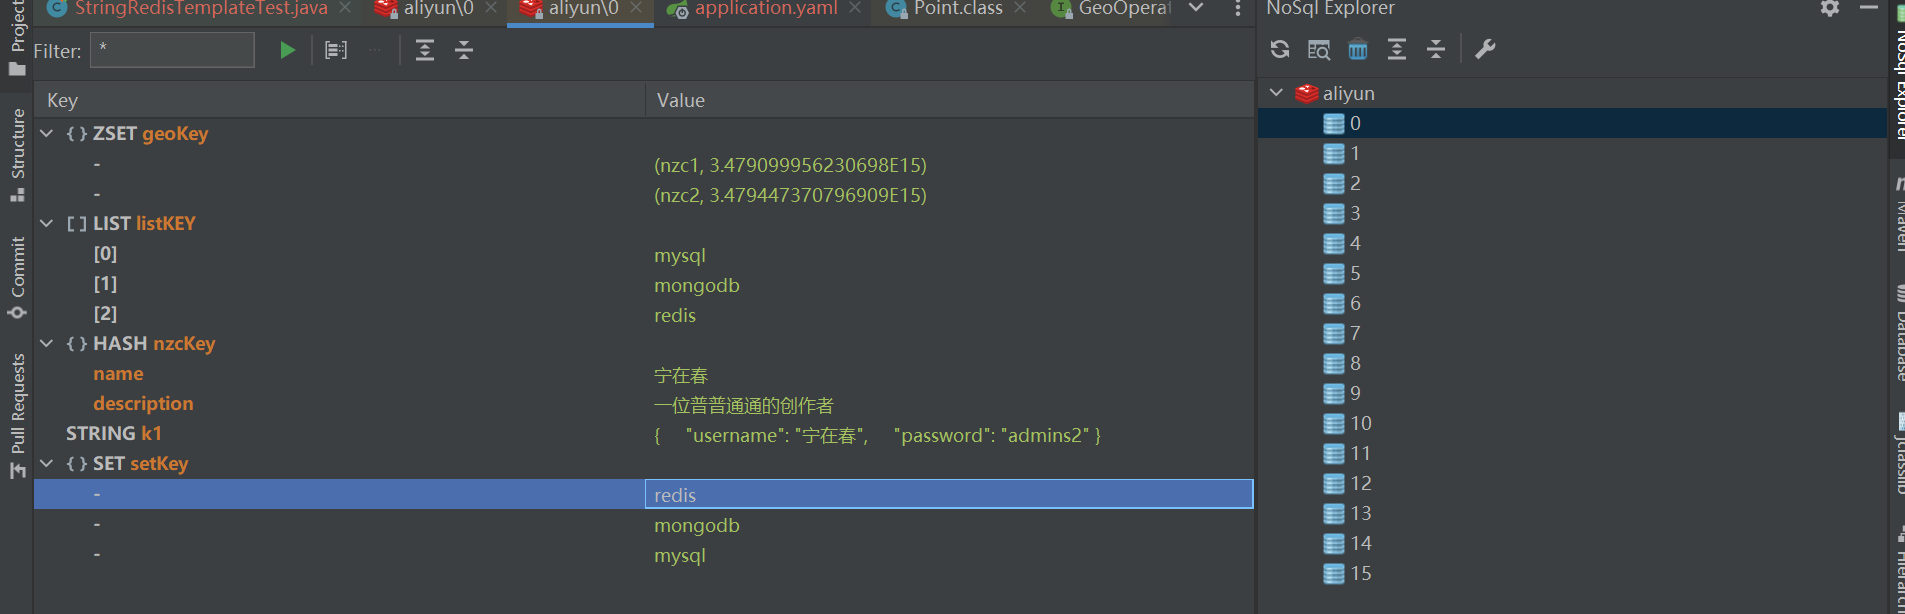 StringRedisTemplateTest.java
aliyun\0
aliyun\0
application.yaml
Point.class
GeoOperat
NoSql Explorer
Filter: *
Key Value
ZSET geoKey
- (nzc1, 3.479099956230698E15)
- (nzc2, 3.479447370796909E15)
LIST listKEY
[0] mysql
[1] mongodb
[2] redis
HASH nzcKey
name 宁在春
description 一位普普通通的创作者
STRING k1 { "username": "宁在春", "password": "admins2" }
SET setKey
- redis
- mongodb
- mysql
aliyun
0
1
2
3
4
5
6
7
8
9
10
11
12
13
14
15
Project
Structure
Commit
Pull Requests
NoSql Explorer
Maven
Database
jclasslib
Hierarch